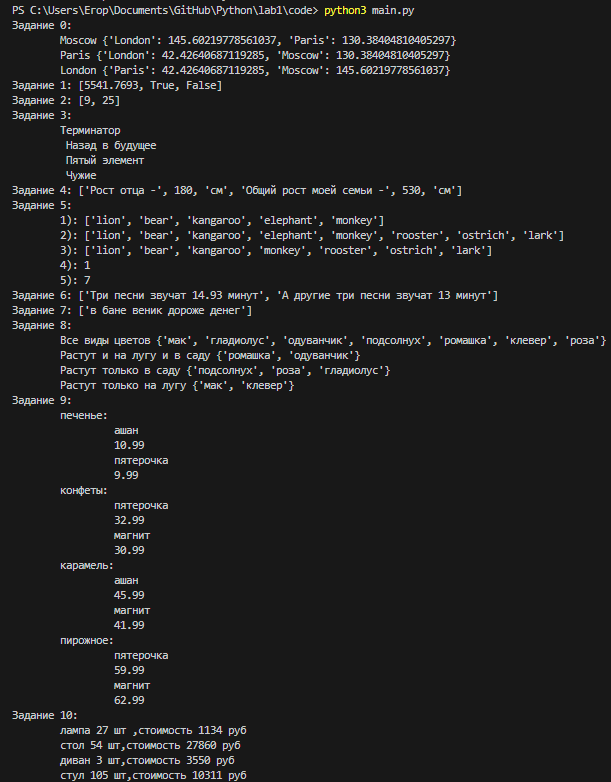 PS C:\Users\Егор\Documents\GitHub\Python\lab1\code> python3 main.py
Задание 0:
Moscow {'London': 145.60219778561037, 'Paris': 130.38404810405297}
Paris {'London': 42.42640687119285, 'Moscow': 130.38404810405297}
London {'Paris': 42.42640687119285, 'Moscow': 145.60219778561037}
Задание 1: [5541.7693, True, False]
Задание 2: [9, 25]
Задание 3:
Терминатор
Назад в будущее
Пятый элемент
Чужие
Задание 4: ['Рост отца -', 180, 'см', 'Общий рост моей семьи -', 530, 'см']
Задание 5:
1): ['lion', 'bear', 'kangaroo', 'elephant', 'monkey']
2): ['lion', 'bear', 'kangaroo', 'elephant', 'monkey', 'rooster', 'ostrich', 'lark']
3): ['lion', 'bear', 'kangaroo', 'monkey', 'rooster', 'ostrich', 'lark']
4): 1
5): 7
Задание 6: ['Три песни звучат 14.93 минут', 'А другие три песни звучат 13 минут']
Задание 7: ['в бане веник дороже денег']
Задание 8:
Все виды цветов {'мак', 'гладиолус', 'одуванчик', 'подсолнух', 'ромашка', 'клевер', 'роза'}
Растут и на лугу и в саду {'ромашка', 'одуванчик'}
Растут только в саду {'подсолнух', 'роза', 'гладиолус'}
Растут только на лугу {'мак', 'клевер'}
Задание 9:
печенье:
ашан
10.99
пятерочка
9.99
конфеты:
пятерочка
32.99
магнит
30.99
карамель:
ашан
45.99
магнит
41.99
пирожное:
пятерочка
59.99
магнит
62.99
Задание 10:
лампа 27 шт ,стоимость 1134 руб
стол 54 шт,стоимость 27860 руб
диван 3 шт,стоимость 3550 руб
стул 105 шт,стоимость 10311 руб